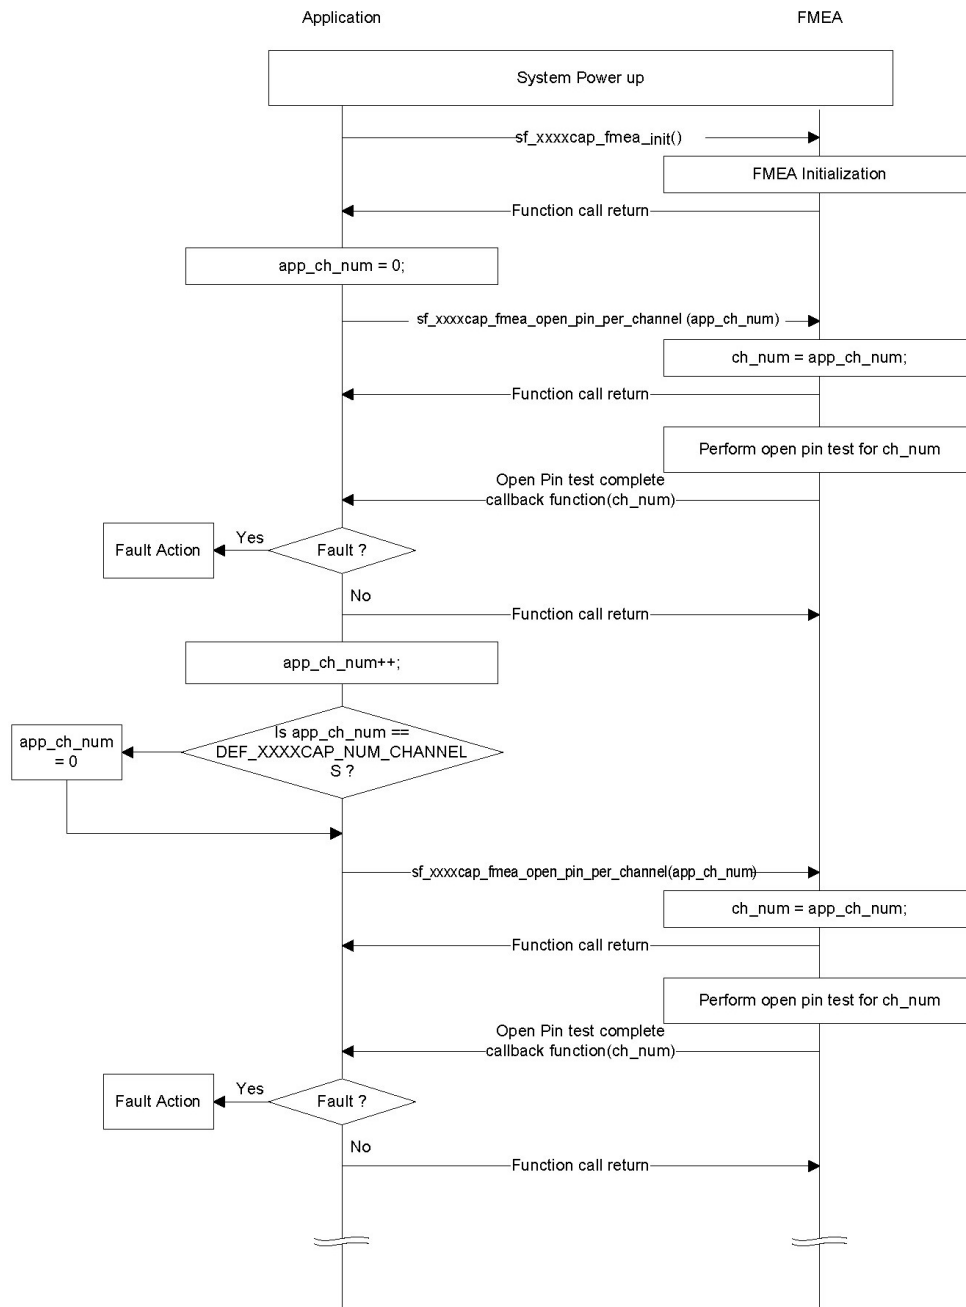 Application
FMEA
System Power up
sf_xxxxcap_fmea_init()
FMEA Initialization
Function call return
app_ch_num = 0;
sf_xxxxcap_fmea_open_pin_per_channel (app_ch_num)
ch_num = app_ch_num;
Function call return
Perform open pin test for ch_num
Open Pin test complete
callback function(ch_num)
Fault Action
Yes
Fault ?
No
Function call return
app_ch_num++;
Is app_ch_num ==
DEF_XXXXCAP_NUM_CHANNEL
S ?
app_ch_num
= 0
sf_xxxxcap_fmea_open_pin_per_channel(app_ch_num)
ch_num = app_ch_num;
Function call return
Perform open pin test for ch_num
Open Pin test complete
callback function(ch_num)
Fault Action
Yes
Fault ?
No
Function call return